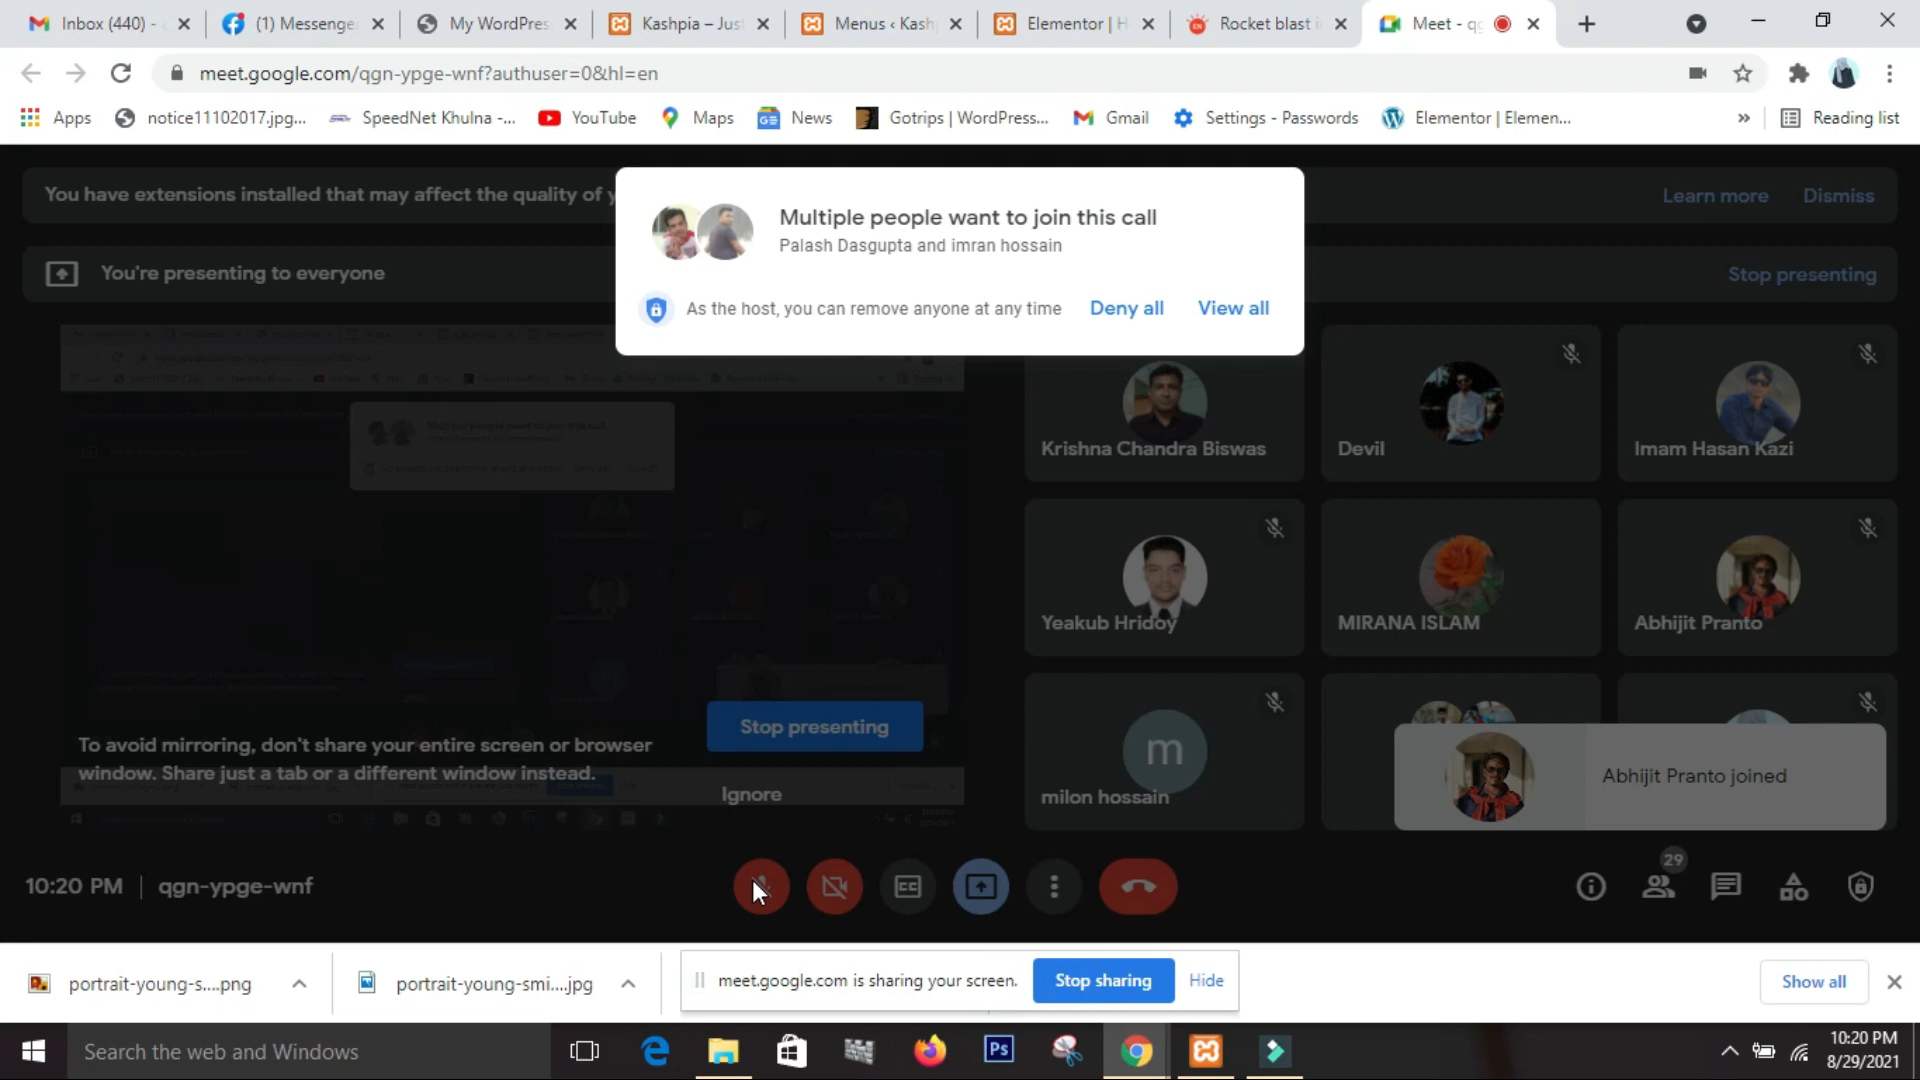 Inbox (440) -
(1) Messenge
My WordPres
Kashpia – Jus
Menus ‹ Kash
Elementor | H
Rocket blast i
Meet - qg
meet.google.com/qgn-ypge-wnf?authuser=0&hl=en
Apps
notice11102017.jpg...
SpeedNet Khulna -...
YouTube
Maps
News
Gotrips | WordPress...
Gmail
Settings - Passwords
Elementor | Elemen...
»
Reading list
You have extensions installed that may affect the quality of y
Learn more
Dismiss
Multiple people want to join this call
Palash Dasgupta and imran hossain
As the host, you can remove anyone at any time
Deny all
View all
You're presenting to everyone
Stop presenting
Krishna Chandra Biswas
Devil
Imam Hasan Kazi
Yeakub Hridoy
MIRANA ISLAM
Abhijit Pranto
m
milon hossain
Abhijit Pranto joined
To avoid mirroring, don't share your entire screen or browser
window. Share just a tab or a different window instead.
Stop presenting
Ignore
10:20 PM | qgn-ypge-wnf
29
portrait-young-s....png
portrait-young-smi....jpg
meet.google.com is sharing your screen.
Stop sharing
Hide
Show all
Search the web and Windows
Ps
10:20 PM
8/29/2021